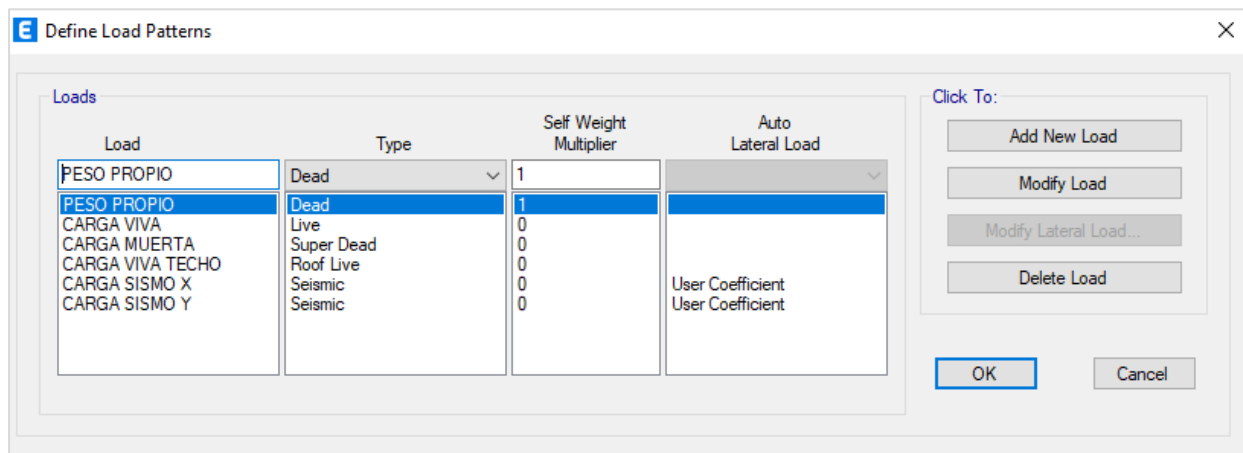 E Define Load Patterns
Loads
Click To:
Load Type Self Weight Multiplier Auto Lateral Load
PESO PROPIO Dead 1
PESO PROPIO Dead 1
CARGA VIVA Live 0
CARGA MUERTA Super Dead 0
CARGA VIVA TECHO Roof Live 0
CARGA SISMO X Seismic 0 User Coefficient
CARGA SISMO Y Seismic 0 User Coefficient
Add New Load
Modify Load
Modify Lateral Load...
Delete Load
OK Cancel